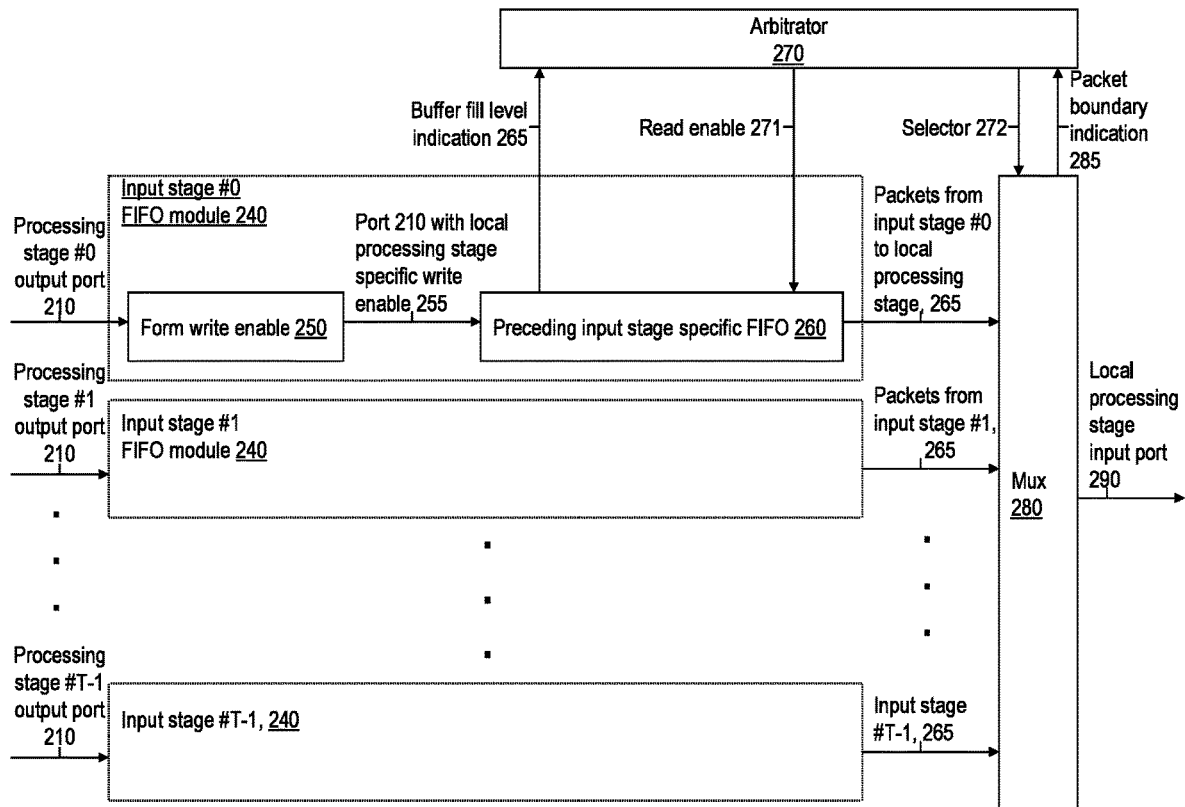 Arbitrator
270
Buffer fill level
indication 265
Read enable 271
Selector 272
Packet
boundary
indication
285
Input stage #0
FIFO module 240
Processing
stage #0
output port
210
Port 210 with local
processing stage
specific write
enable 255
Packets from
input stage #0
to local
processing
stage, 265
Form write enable 250
Preceding input stage specific FIFO 260
Processing
stage #1
output port
210
Input stage #1
FIFO module 240
Packets from
input stage #1,
265
Mux
280
Local
processing
stage
input port
290
Processing
stage #T-1
output port
210
Input stage #T-1, 240
Input stage
#T-1, 265